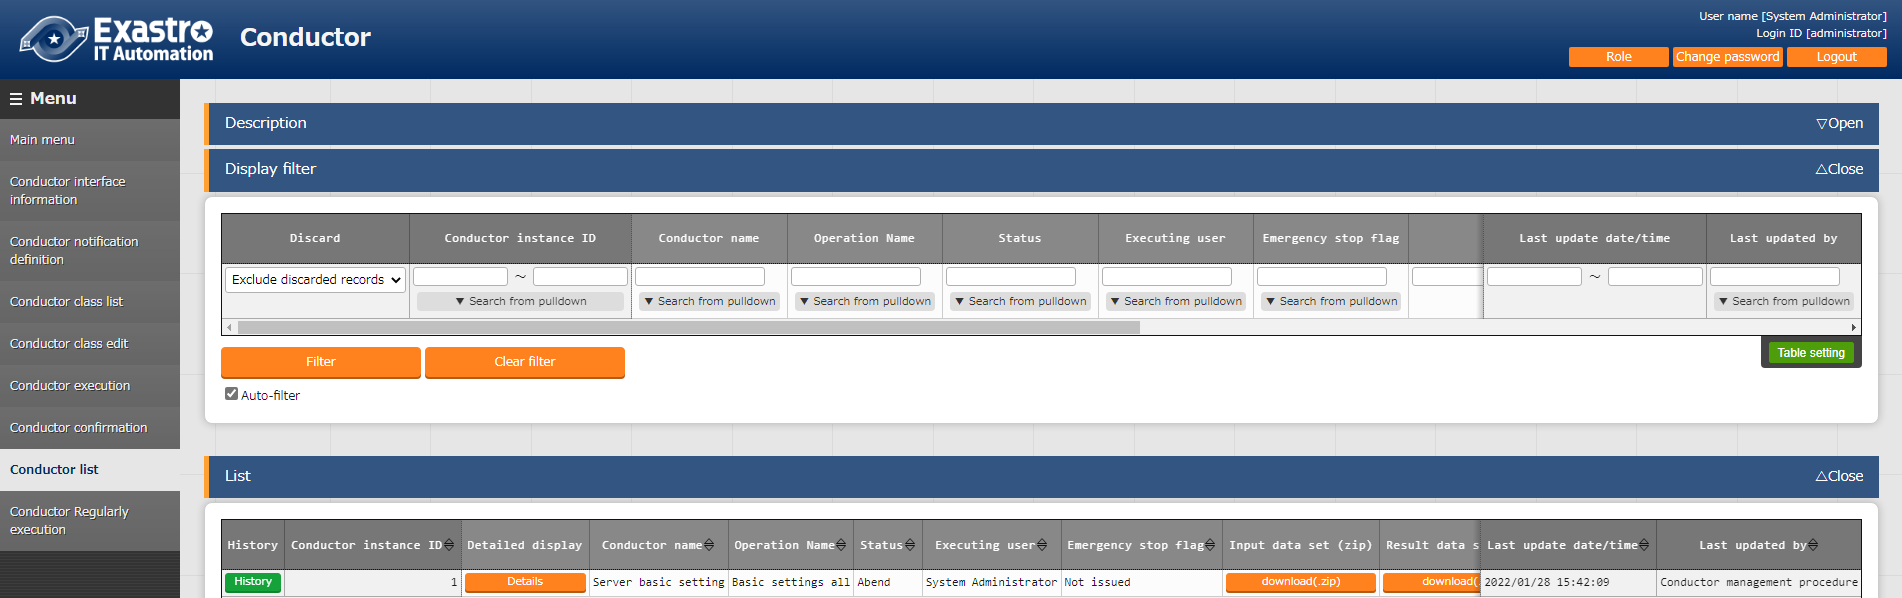 Exastro
IT Automation
Conductor
User name [System Administrator]
Login ID [administrator]
Role
Change password
Logout
Menu
Main menu
Conductor interface
information
Conductor notification
definition
Conductor class list
Conductor class edit
Conductor execution
Conductor confirmation
Conductor list
Conductor Regularly
execution
Description
▽Open
Display filter
△Close
Discard
Conductor instance ID
Conductor name
Operation Name
Status
Executing user
Emergency stop flag
Last update date/time
Last updated by
Exclude discarded records
~
~
▼ Search from pulldown
▼ Search from pulldown
▼ Search from pulldown
▼ Search from pulldown
▼ Search from pulldown
▼ Search from pulldown
▼ Search from pulldown
Filter
Clear filter
Table setting
Auto-filter
List
△Close
History
Conductor instance ID
Detailed display
Conductor name
Operation Name
Status
Executing user
Emergency stop flag
Input data set (zip)
Result data s
Last update date/time
Last updated by
History
1
Details
Server basic setting
Basic settings all
Abend
System Administrator
Not issued
download(.zip)
download(.
2022/01/28 15:42:09
Conductor management procedure